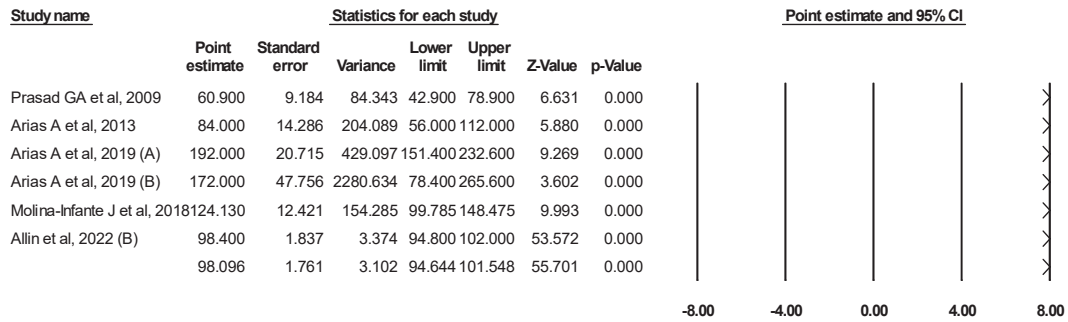 Study name Statistics for each study Point estimate and 95% CI
Point Standard Lower Upper
estimate error Variance limit limit Z-Value p-Value
Prasad GA et al, 2009 60.900 9.184 84.343 42.900 78.900 6.631 0.000
Arias A et al, 2013 84.000 14.286 204.089 56.000 112.000 5.880 0.000
Arias A et al, 2019 (A) 192.000 20.715 429.097 151.400 232.600 9.269 0.000
Arias A et al, 2019 (B) 172.000 47.756 2280.634 78.400 265.600 3.602 0.000
Molina-Infante J et al, 2018 124.130 12.421 154.285 99.785 148.475 9.993 0.000
Allin et al, 2022 (B) 98.400 1.837 3.374 94.800 102.000 53.572 0.000
98.096 1.761 3.102 94.644 101.548 55.701 0.000
-8.00 -4.00 0.00 4.00 8.00